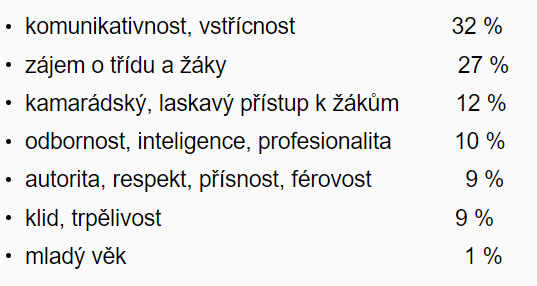 • komunikativnost, vstřícnost 32 %
• zájem o třídu a žáky 27 %
• kamarádský, laskavý přístup k žákům 12 %
• odbornost, inteligence, profesionalita 10 %
• autorita, respekt, přísnost, férovost 9 %
• klid, trpělivost 9 %
• mladý věk 1 %